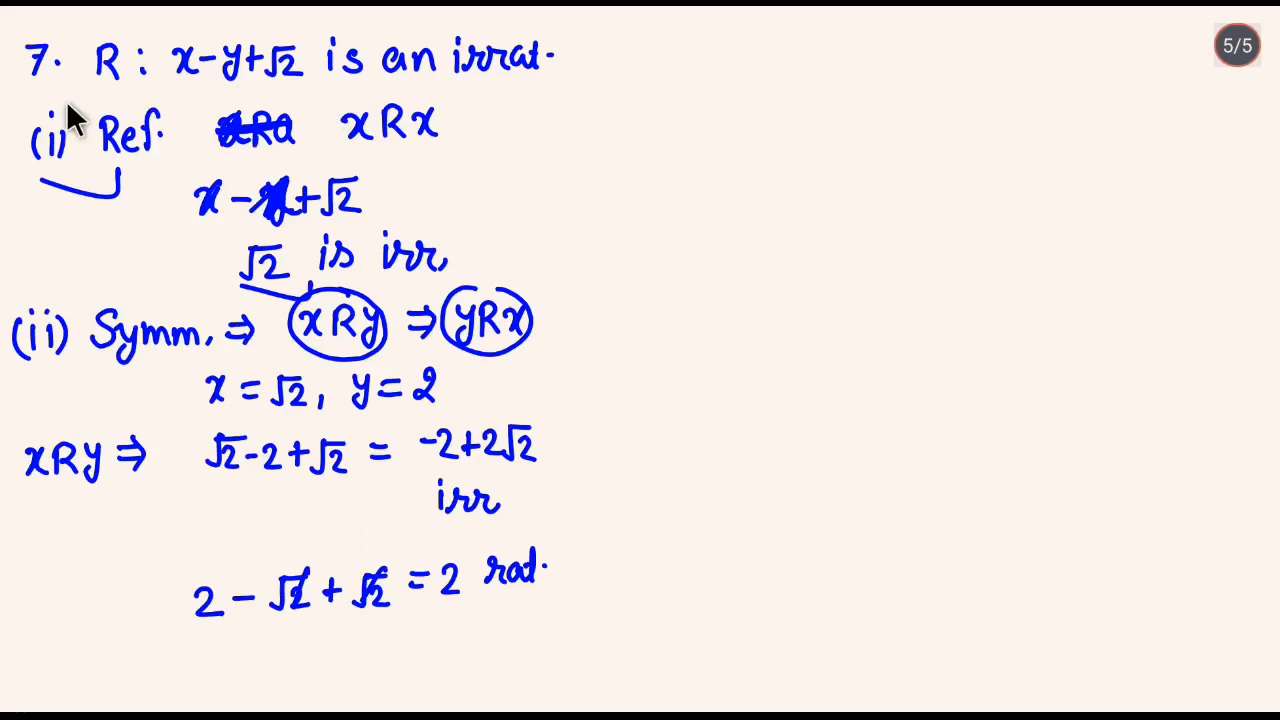 5/5
7. R : x-y+√2 is an irrat.
(i) Ref. xRx
x - x + √2
√2 is irr,
(ii) Symm, ⇒ xRy ⇒ yRx
x = √2, y = 2
xRy ⇒ √2-2+√2 = -2+2√2
irr,
2 - √2 + √2 = 2 rat.